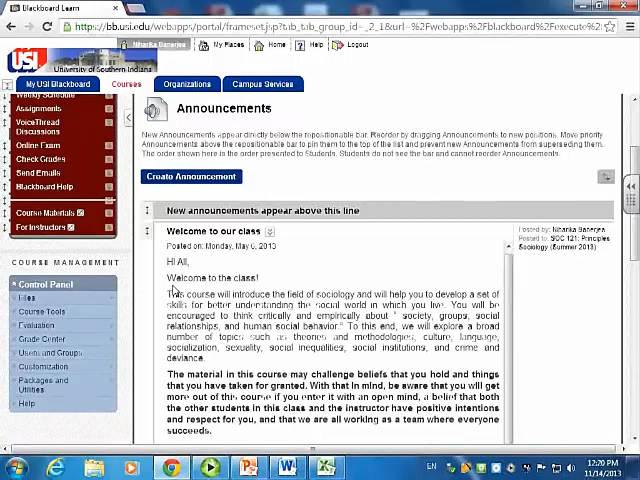 Blackboard Learn
https://bb.usi.edu/webapps/portal/frameset.jsp?tab_tab_group_id=_2_1&url=%2Fwebapps%2Fblackboard%2Fexecute%2
Niharika Banerjee
My Places
Home
Help
Logout
USI
University of Southern Indiana
My USI Blackboard
Courses
Organizations
Campus Services
Weekly Schedule
Assignments
VoiceThread
Discussions
Online Exam
Check Grades
Send Emails
Blackboard Help
Course Materials
For Instructors
COURSE MANAGEMENT
Control Panel
Files
Course Tools
Evaluation
Grade Center
Users and Groups
Customization
Packages and
Utilities
Help
Announcements
New Announcements appear directly below the repositionable bar. Reorder by dragging Announcements to new positions. Move priority
Announcements above the repositionable bar to pin them to the top of the list and prevent new Announcements from superseding them.
The order shown here is the order presented to Students. Students do not see the bar and cannot reorder Announcements.
Create Announcement
New announcements appear above this line
Welcome to our class
Posted on: Monday, May 6, 2013
Posted by: Niharika Banerjee
Posted to: SOC 121: Principles
Sociology (Summer 2013)
Hi All,
Welcome to the class!
This course will introduce the field of sociology and will help you to develop a set of
skills for better understanding the social world in which you live. You will be
encouraged to think critically and empirically about " society, groups, social
relationships, and human social behavior." To this end, we will explore a broad
number of topics such as theories and methodologies, culture, language,
socialization, sexuality, social inequalities, social institutions, and crime and
deviance.
The material in this course may challenge beliefs that you hold and things
that you have taken for granted. With that in mind, be aware that you will get
more out of this course if you enter it with an open mind, a belief that both
the other students in this class and the instructor have positive intentions
and respect for you, and that we are all working as a team where everyone
succeeds.
EN
12:20 PM
11/14/2013